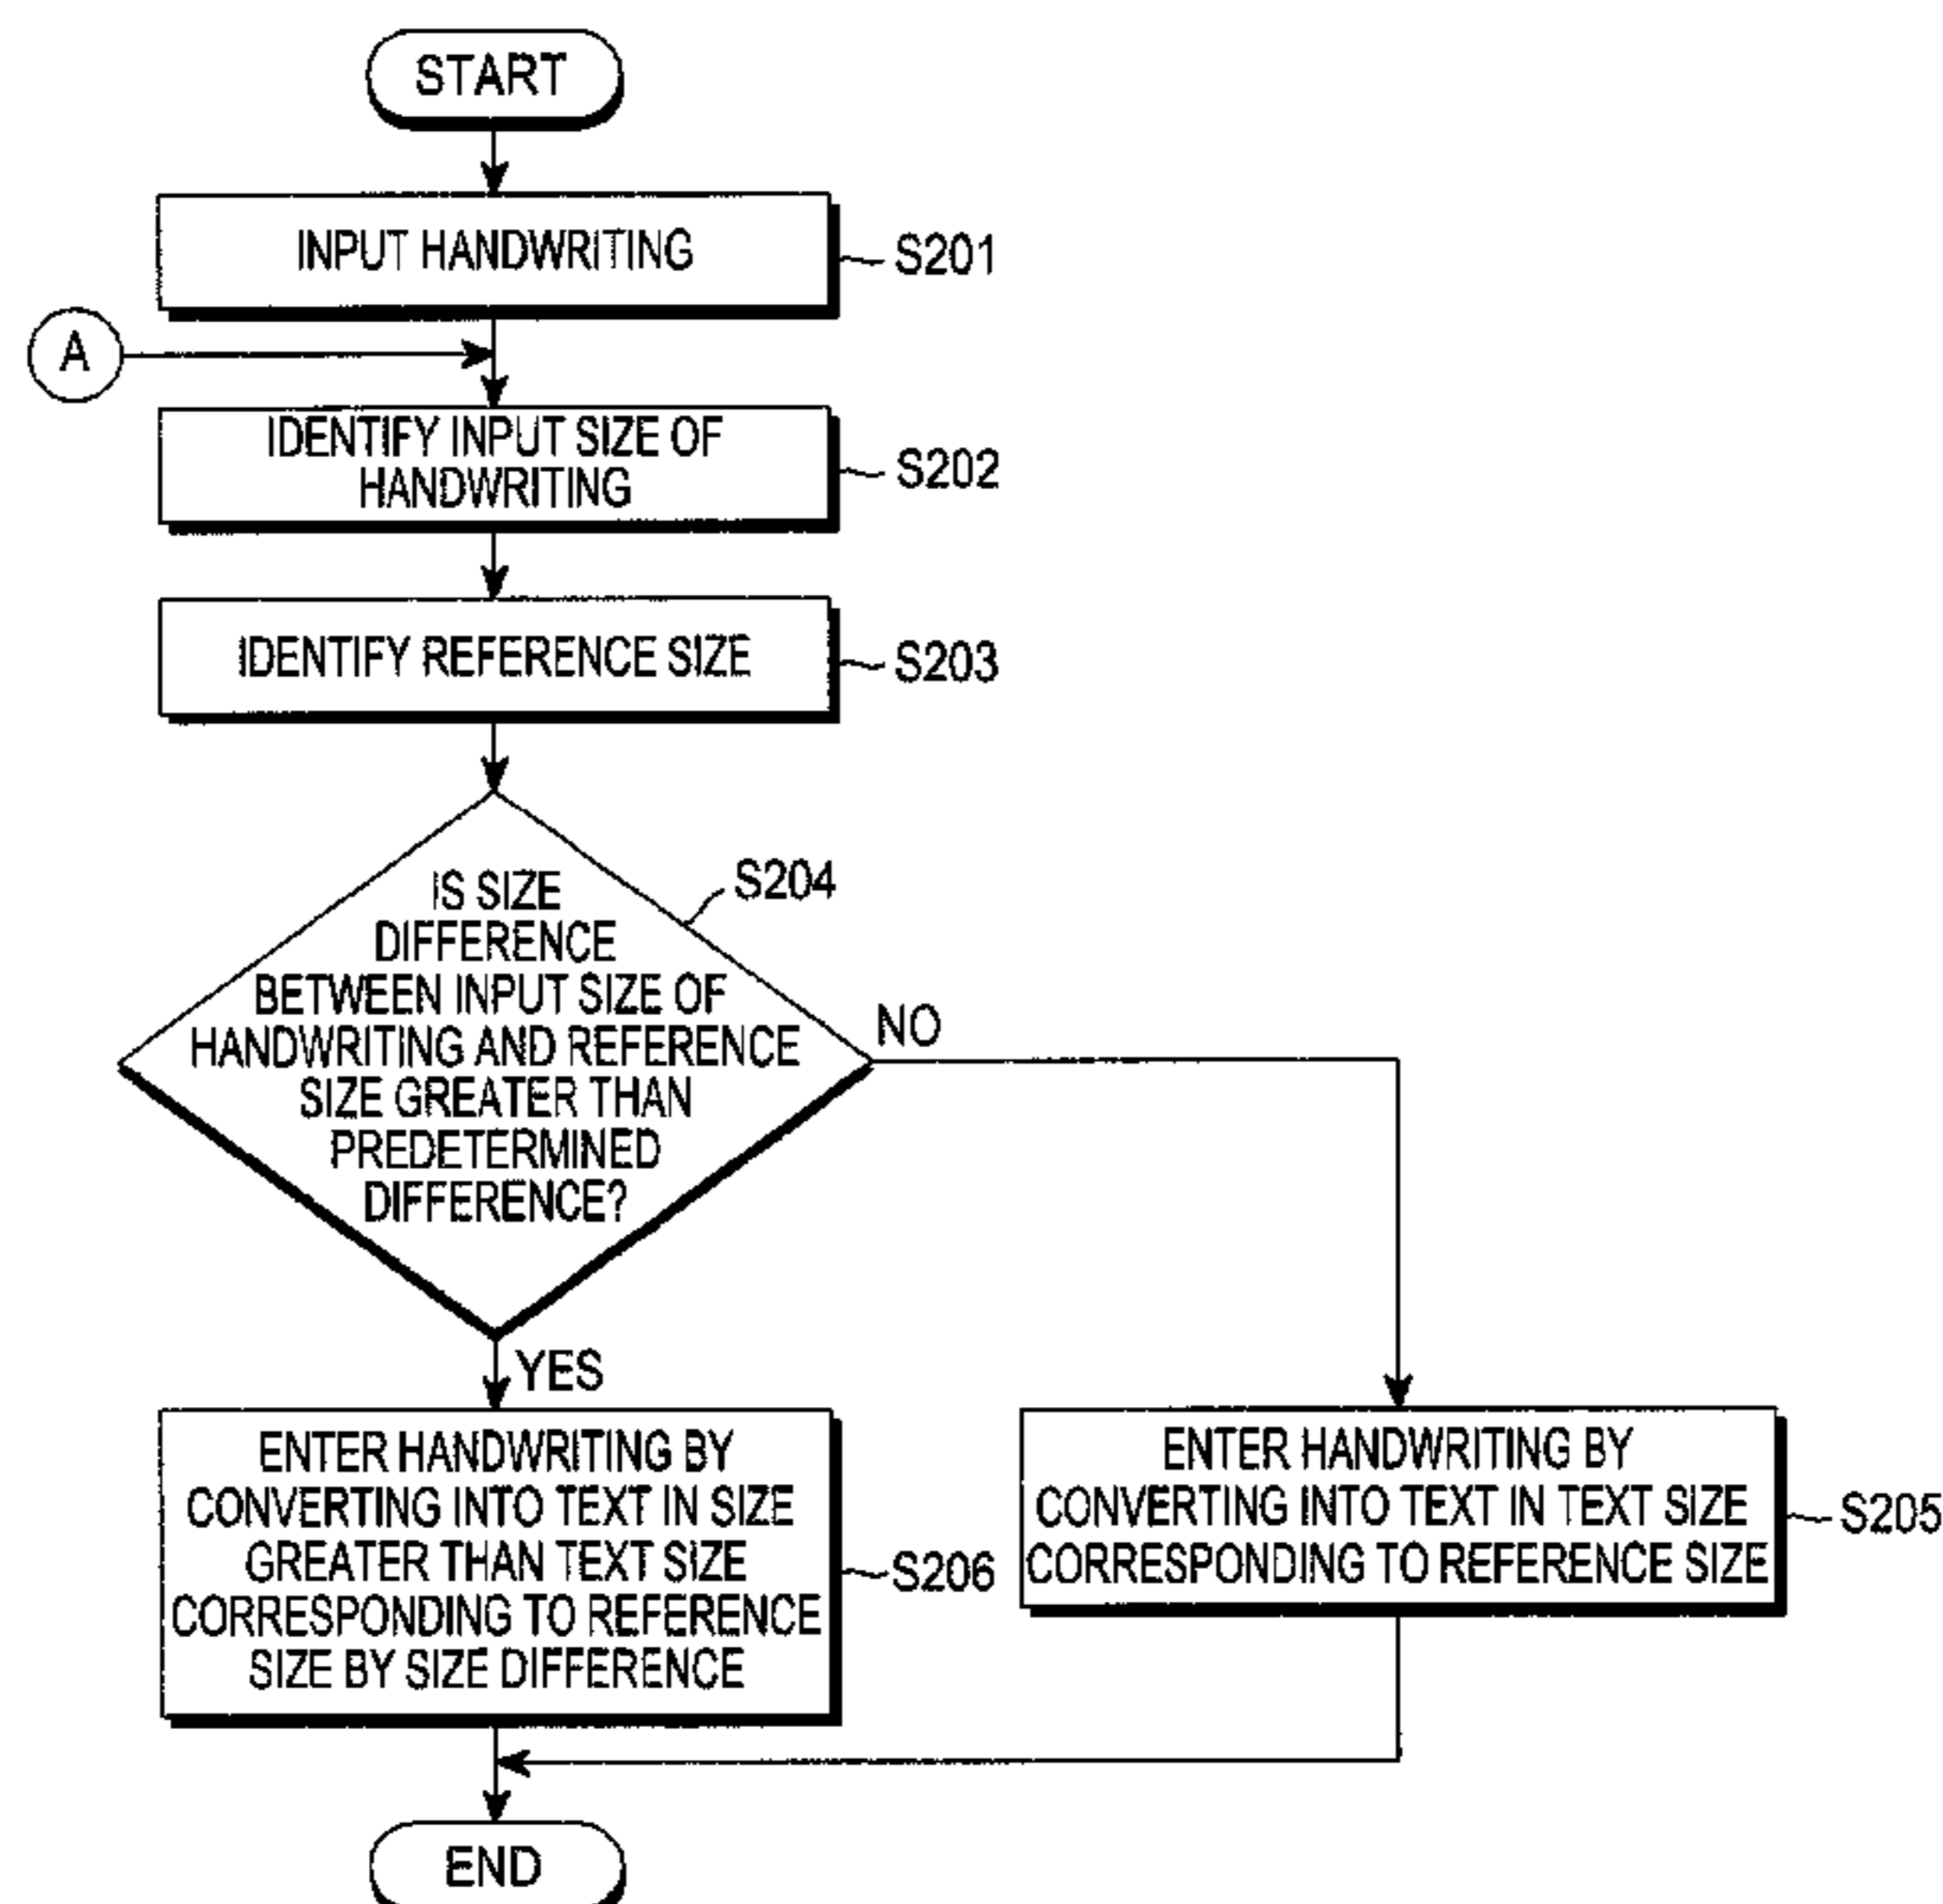 START
INPUT HANDWRITING
S201
A
IDENTIFY INPUT SIZE OF
HANDWRITING
S202
IDENTIFY REFERENCE SIZE
S203
IS SIZE
DIFFERENCE
BETWEEN INPUT SIZE OF
HANDWRITING AND REFERENCE
SIZE GREATER THAN
PREDETERMINED
DIFFERENCE?
S204
NO
YES
ENTER HANDWRITING BY
CONVERTING INTO TEXT IN SIZE
GREATER THAN TEXT SIZE
CORRESPONDING TO REFERENCE
SIZE BY SIZE DIFFERENCE
S206
ENTER HANDWRITING BY
CONVERTING INTO TEXT IN TEXT SIZE
CORRESPONDING TO REFERENCE SIZE
S205
END